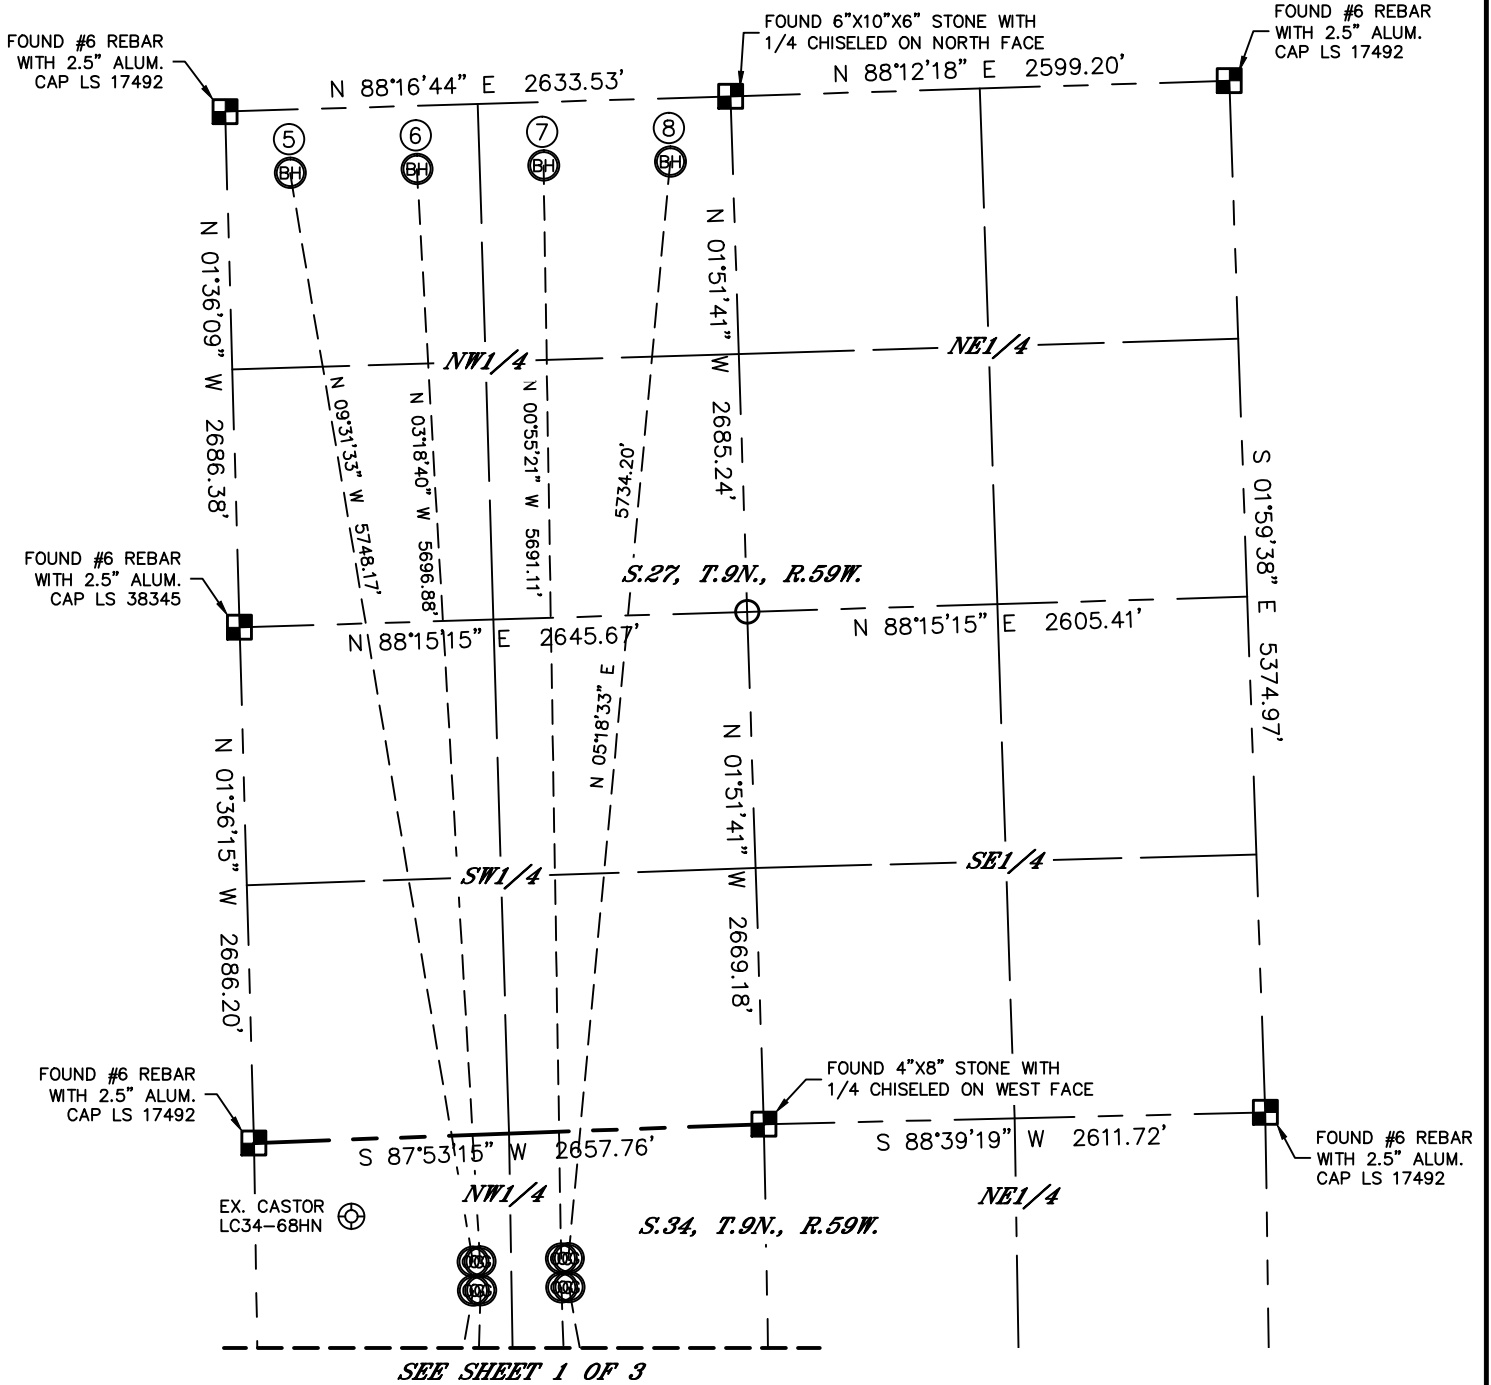 FOUND #6 REBAR
WITH 2.5" ALUM.
CAP LS 17492
FOUND 6"X10"X6" STONE WITH
1/4 CHISELED ON NORTH FACE
FOUND #6 REBAR
WITH 2.5" ALUM.
CAP LS 17492
N 88°16'44" E 2633.53'
N 88°12'18" E 2599.20'
5
6
7
8
BH
BH
BH
BH
N 01°36'09" W 2686.38'
N 01°51'41" W 2685.24'
NW1/4
NE1/4
N 09°31'33" W 5748.17'
N 03°18'40" W 5696.88'
N 00°55'21" W 5691.11'
N 05°18'33" E 5734.20'
S 01°59'38" E 5374.97'
FOUND #6 REBAR
WITH 2.5" ALUM.
CAP LS 38345
S.27, T.9N., R.59W.
N 88°15'15" E 2645.67'
N 88°15'15" E 2605.41'
N 01°36'15" W 2686.20'
N 01°51'41" W 2669.18'
SW1/4
SE1/4
FOUND #6 REBAR
WITH 2.5" ALUM.
CAP LS 17492
FOUND 4"X8" STONE WITH
1/4 CHISELED ON WEST FACE
S 87°53'15" W 2657.76'
S 88°39'19" W 2611.72'
FOUND #6 REBAR
WITH 2.5" ALUM.
CAP LS 17492
EX. CASTOR
LC34-68HN
NW1/4
NE1/4
S.34, T.9N., R.59W.
SEE SHEET 1 OF 3